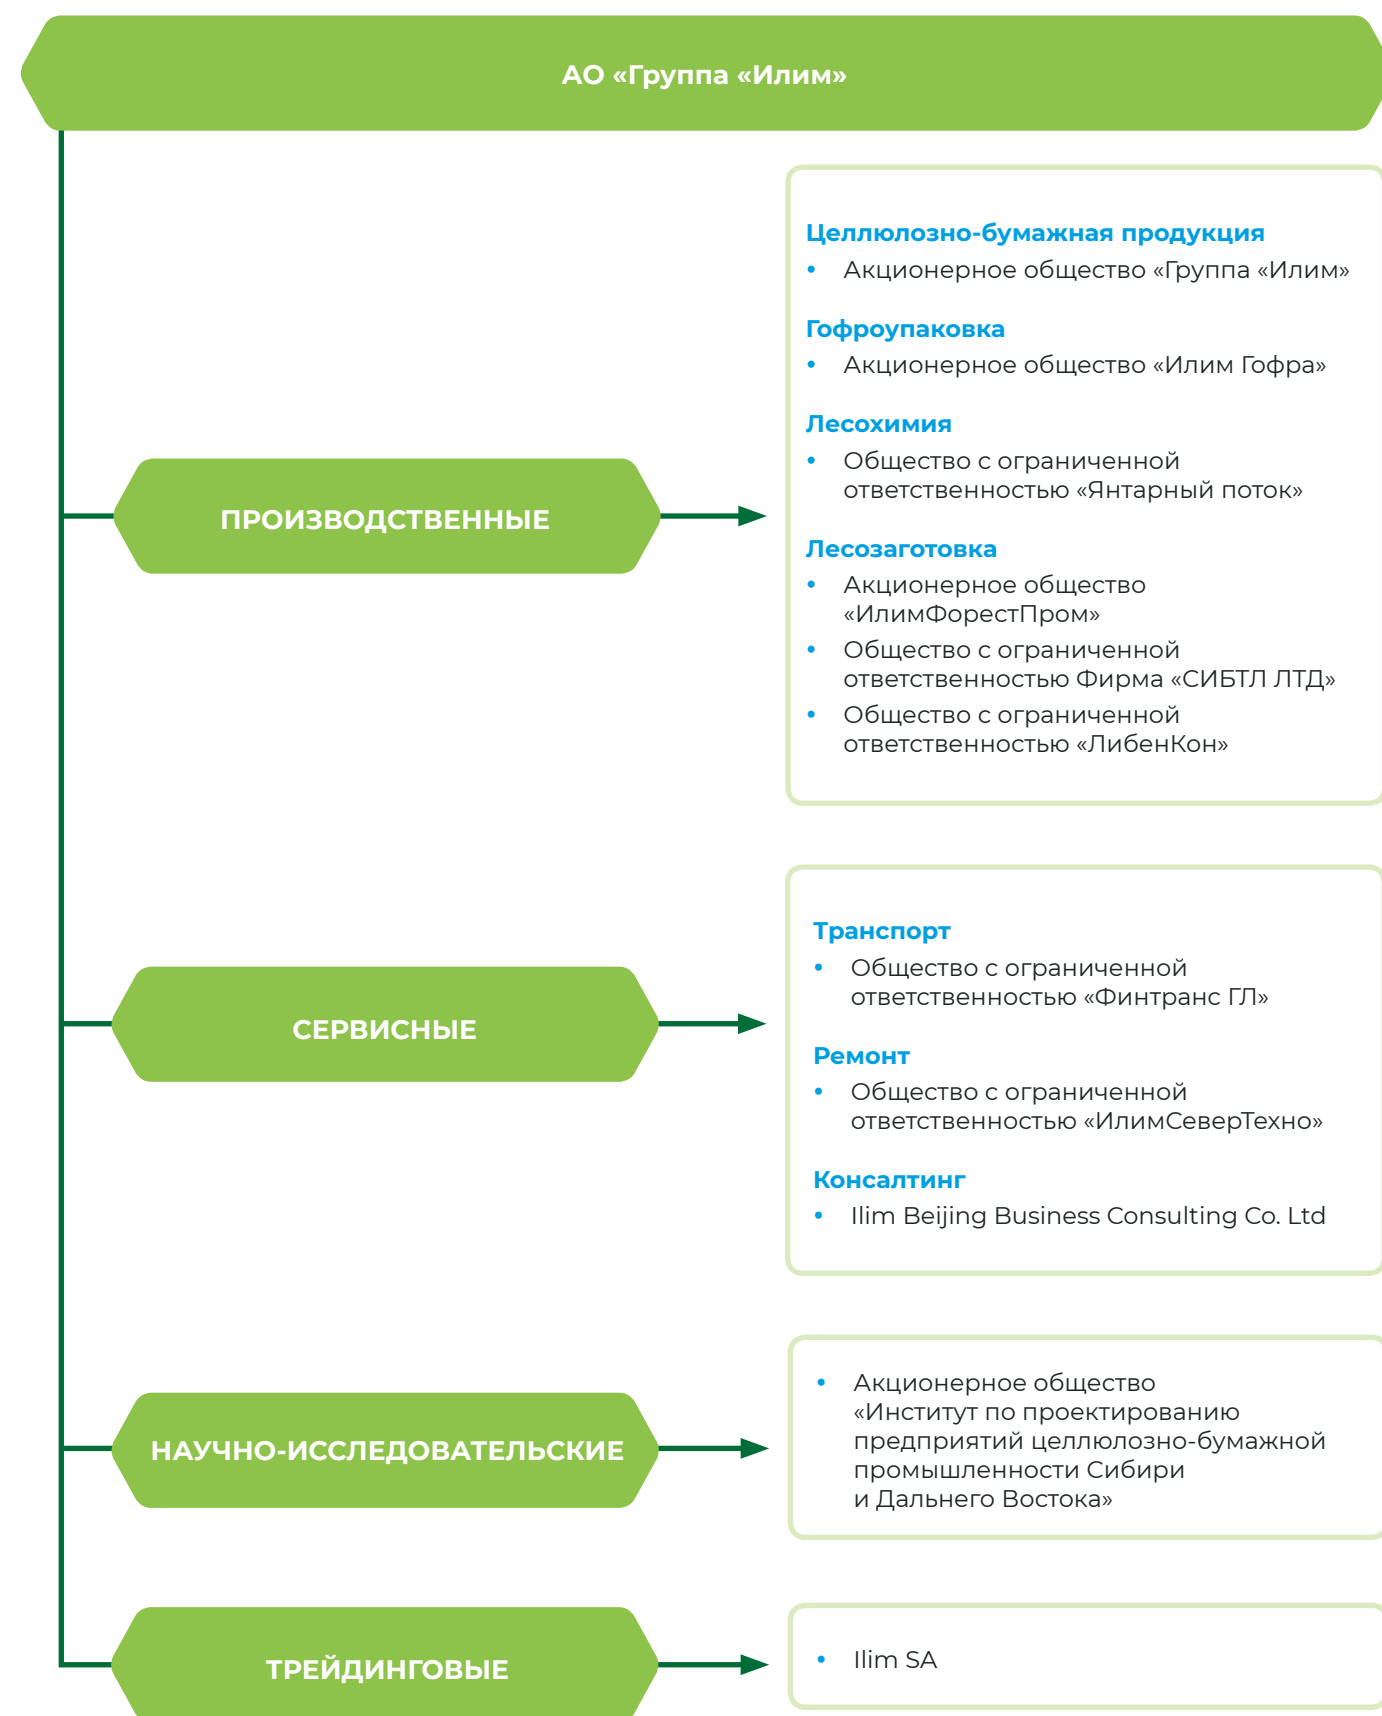 АО «Группа «Илим»
Целлюлозно-бумажная продукция
• Акционерное общество «Группа «Илим»
Гофроупаковка
• Акционерное общество «Илим Гофра»
Лесохимия
• Общество с ограниченной
ответственностью «Янтарный поток»
Лесозаготовка
• Акционерное общество
«ИлимФорестПром»
• Общество с ограниченной
ответственностью Фирма «СИБТЛ ЛТД»
• Общество с ограниченной
ответственностью «ЛибенКон»
ПРОИЗВОДСТВЕННЫЕ
Транспорт
• Общество с ограниченной
ответственностью «Финтранс ГЛ»
Ремонт
• Общество с ограниченной
ответственностью «ИлимСеверТехно»
Консалтинг
• Ilim Beijing Business Consulting Co. Ltd
СЕРВИСНЫЕ
• Акционерное общество
«Институт по проектированию
предприятий целлюлозно-бумажной
промышленности Сибири
и Дальнего Востока»
НАУЧНО-ИССЛЕДОВАТЕЛЬСКИЕ
• Ilim SA
ТРЕЙДИНГОВЫЕ